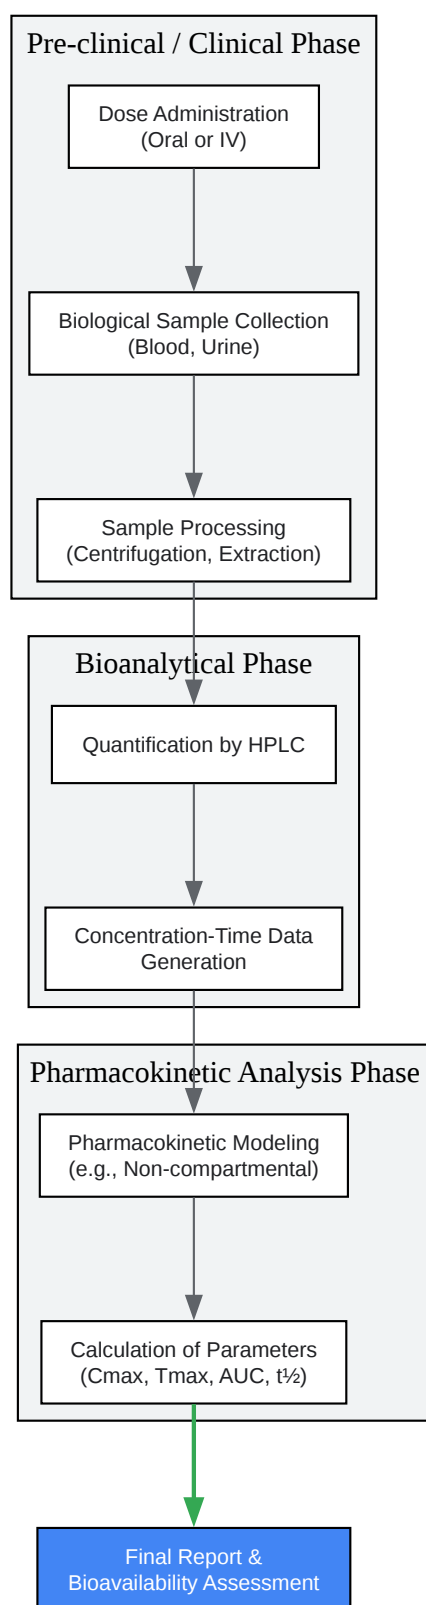 Pre-clinical / Clinical Phase
Dose Administration
(Oral or IV)
Biological Sample Collection
(Blood, Urine)
Sample Processing
(Centrifugation, Extraction)
Bioanalytical Phase
Quantification by HPLC
Concentration-Time Data
Generation
Pharmacokinetic Analysis Phase
Pharmacokinetic Modeling
(e.g., Non-compartmental)
Calculation of Parameters
(Cmax, Tmax, AUC, t½)
Final Report &
Bioavailability Assessment